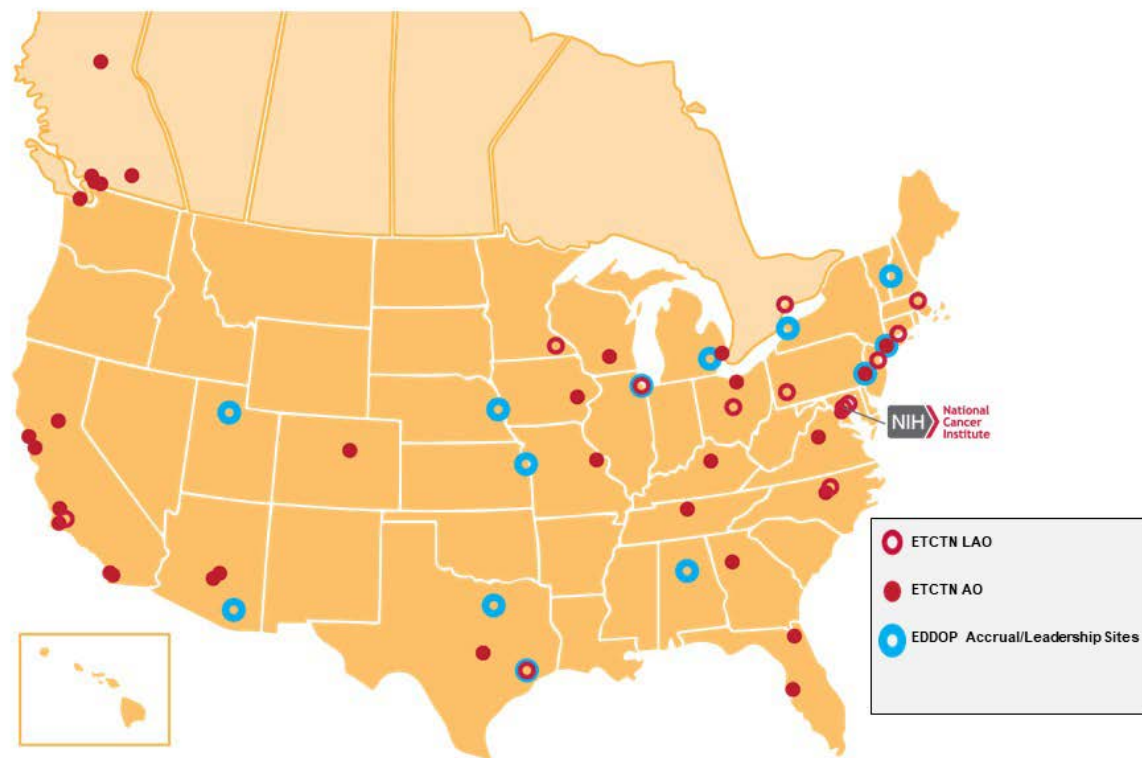 NIH
National
Cancer
Institute
ETCTN LAO
ETCTN AO
EDDOP Accrual/Leadership Sites